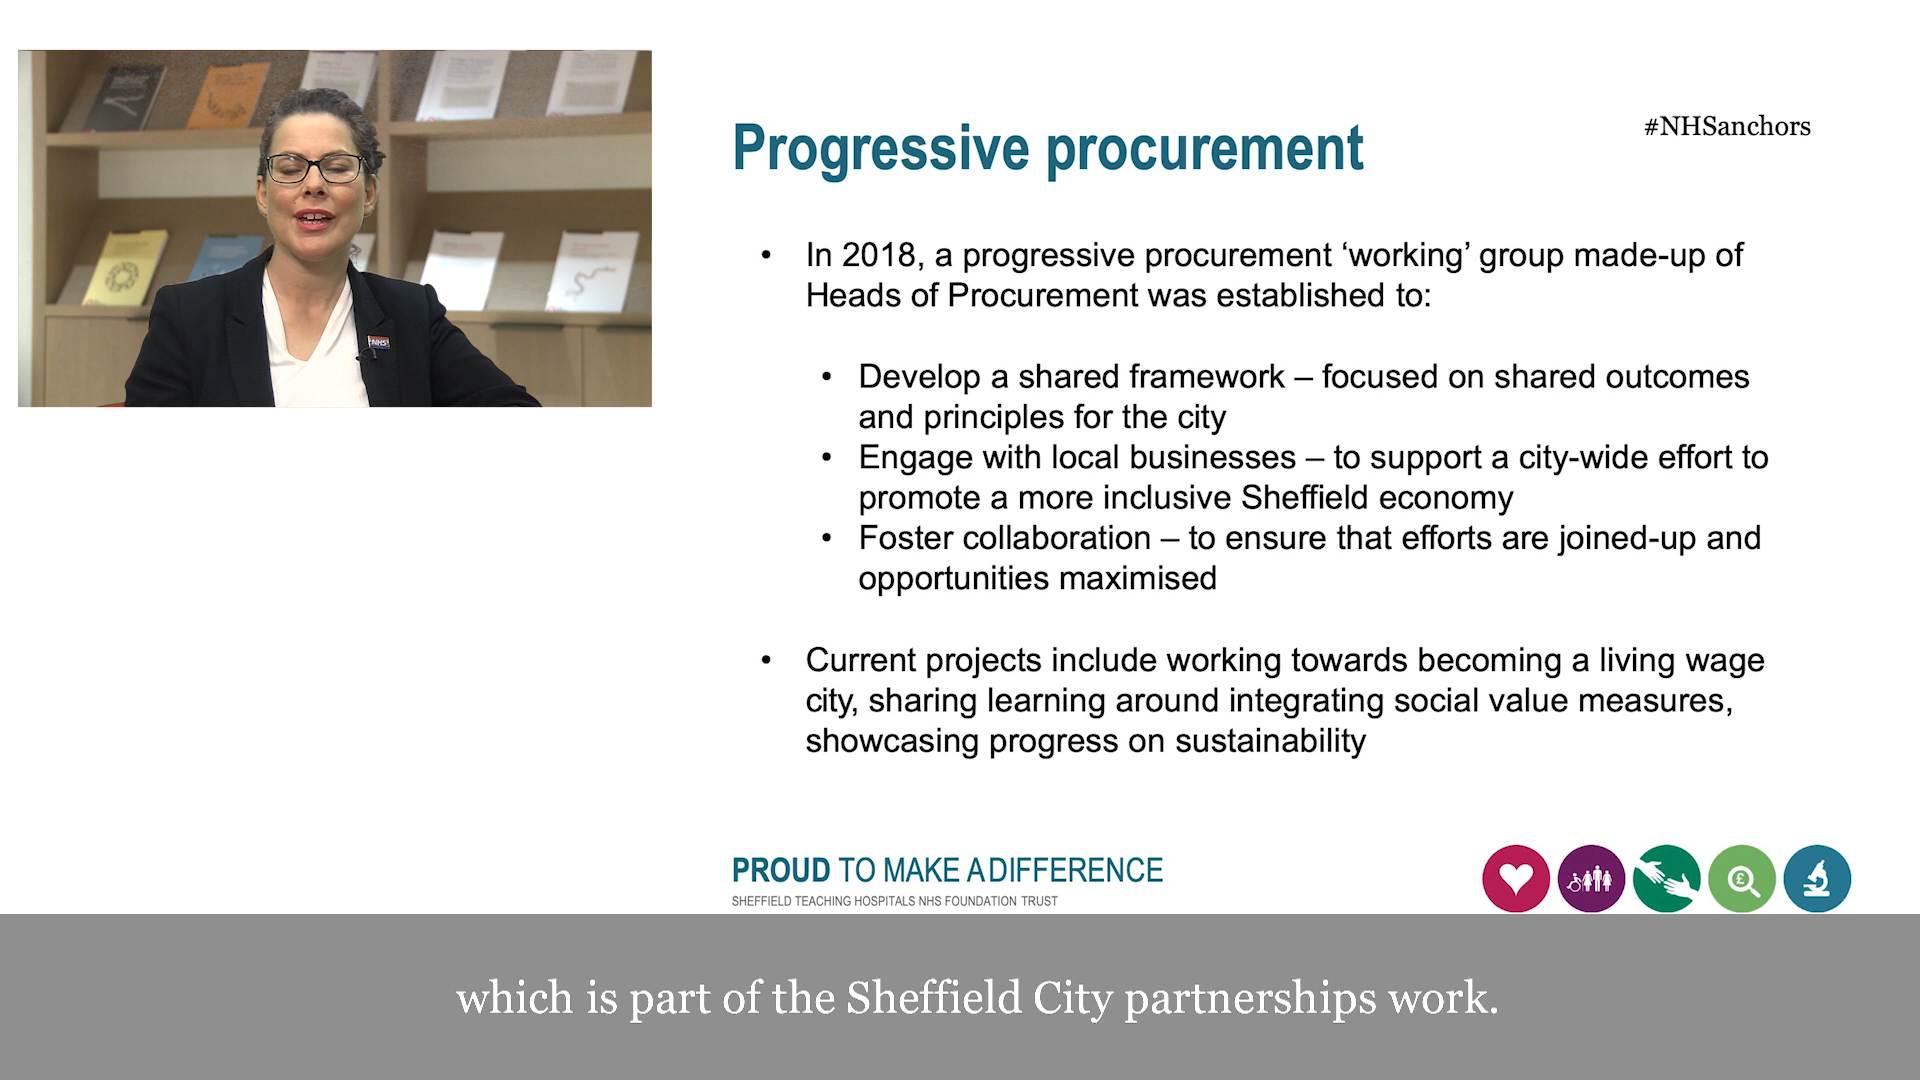 #NHSanchors
Progressive procurement
• In 2018, a progressive procurement ‘working’ group made-up of
Heads of Procurement was established to:
• Develop a shared framework – focused on shared outcomes
and principles for the city
• Engage with local businesses – to support a city-wide effort to
promote a more inclusive Sheffield economy
• Foster collaboration – to ensure that efforts are joined-up and
opportunities maximised
• Current projects include working towards becoming a living wage
city, sharing learning around integrating social value measures,
showcasing progress on sustainability
NHS
PROUD TO MAKE A DIFFERENCE
SHEFFIELD TEACHING HOSPITALS NHS FOUNDATION TRUST
£
which is part of the Sheffield City partnerships work.